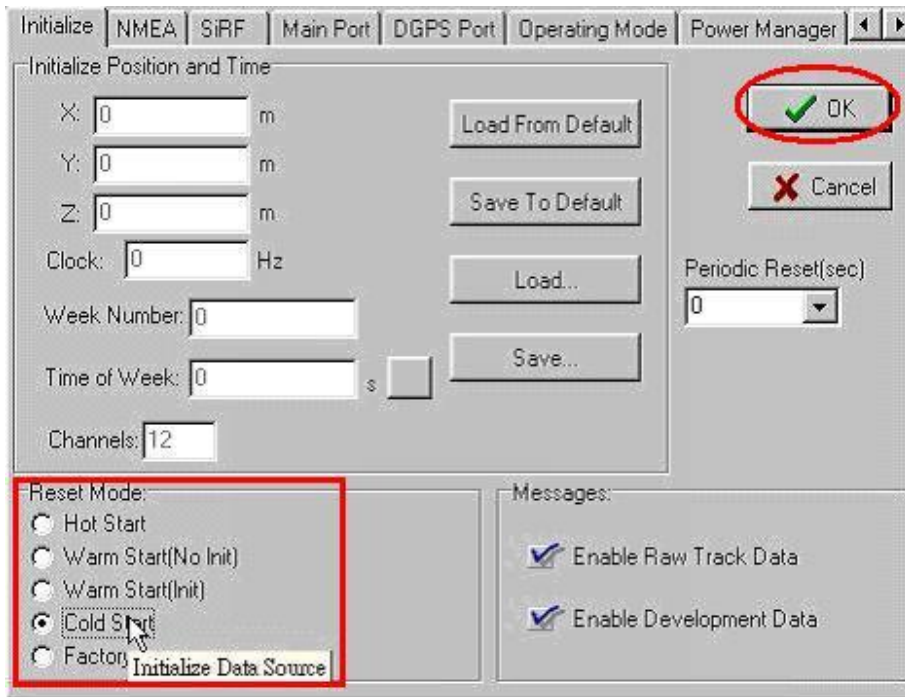 Initialize NMEA SiRF Main Port DGPS Port Operating Mode Power Manager
Initialize Position and Time
X: 0 m
Y: 0 m
Z: 0 m
Clock: 0 Hz
Week Number: 0
Time of Week: 0 s
Channels: 12
Load From Default
Save To Default
Load...
Save...
OK
Cancel
Periodic Reset(sec)
0
Reset Mode:
Hot Start
Warm Start(No Init)
Warm Start(Init)
Cold Start
Factory
Initialize Data Source
Messages:
Enable Raw Track Data
Enable Development Data